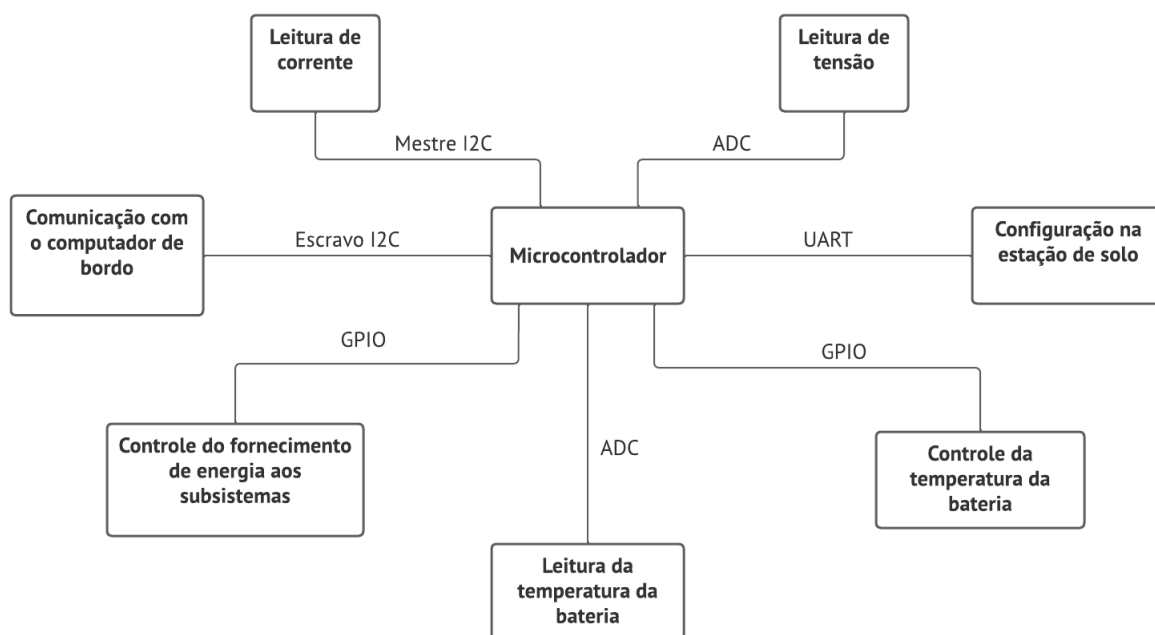 Leitura de
corrente
Leitura de
tensão
Mestre I2C
ADC
Comunicação com
o computador de
bordo
Escravo I2C
Microcontrolador
UART
Configuração na
estação de solo
GPIO
GPIO
Controle do fornecimento
de energia aos
subsistemas
ADC
Controle da
temperatura da
bateria
Leitura da
temperatura da
bateria